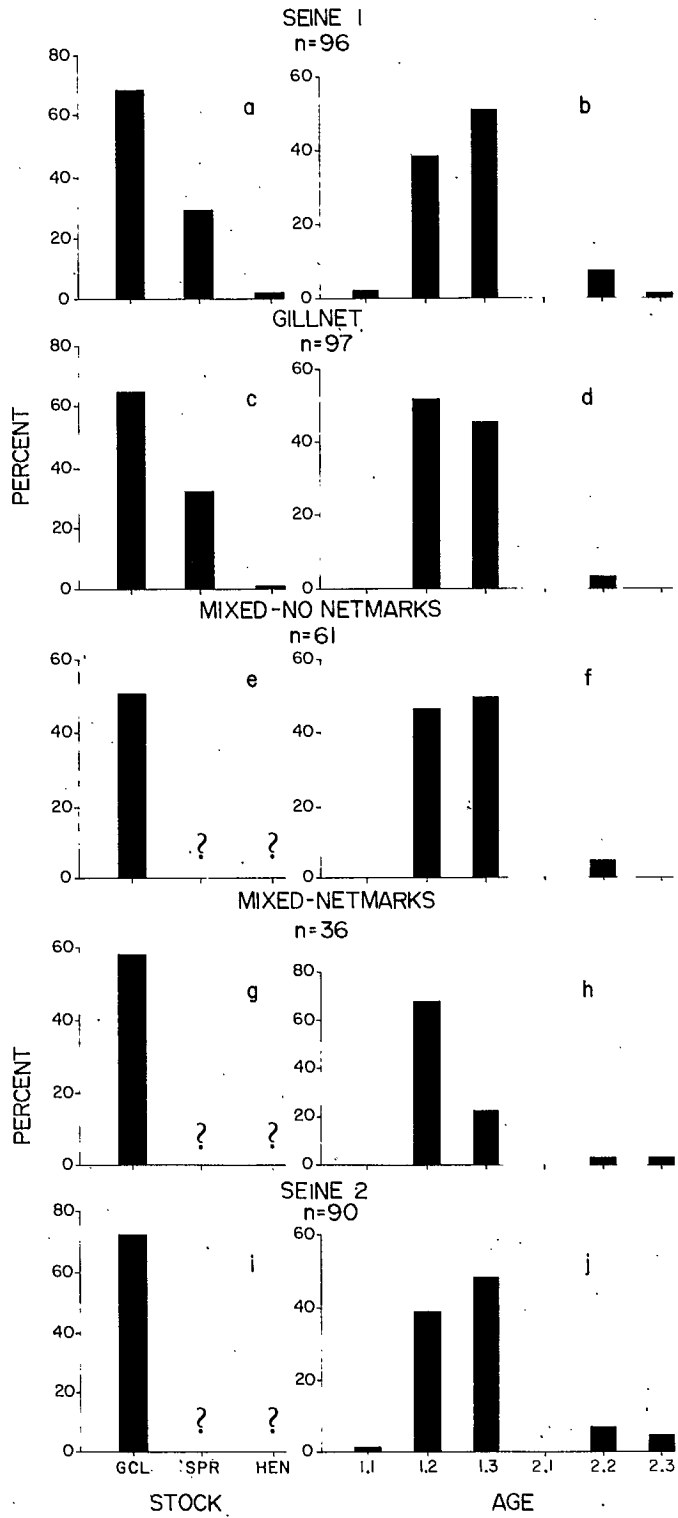 SEINE 1
n=96
80
60
40
20
0
a
60
40
20
0
b
GILLNET
n=97
PERCENT
80
60
40
20
0
c
60
40
20
0
d
MIXED-NO NETMARKS
n=61
60
40
20
0
e
? ?
60
40
20
0
f
MIXED-NETMARKS
n=36
PERCENT
60
40
20
0
g
? ?
80
60
40
20
0
h
SEINE 2
n=90
80
60
40
20
0
i
? ?
60
40
20
0
j
GCL SPR HEN
1.1 1.2 1.3 2.1 2.2 2.3
STOCK
AGE